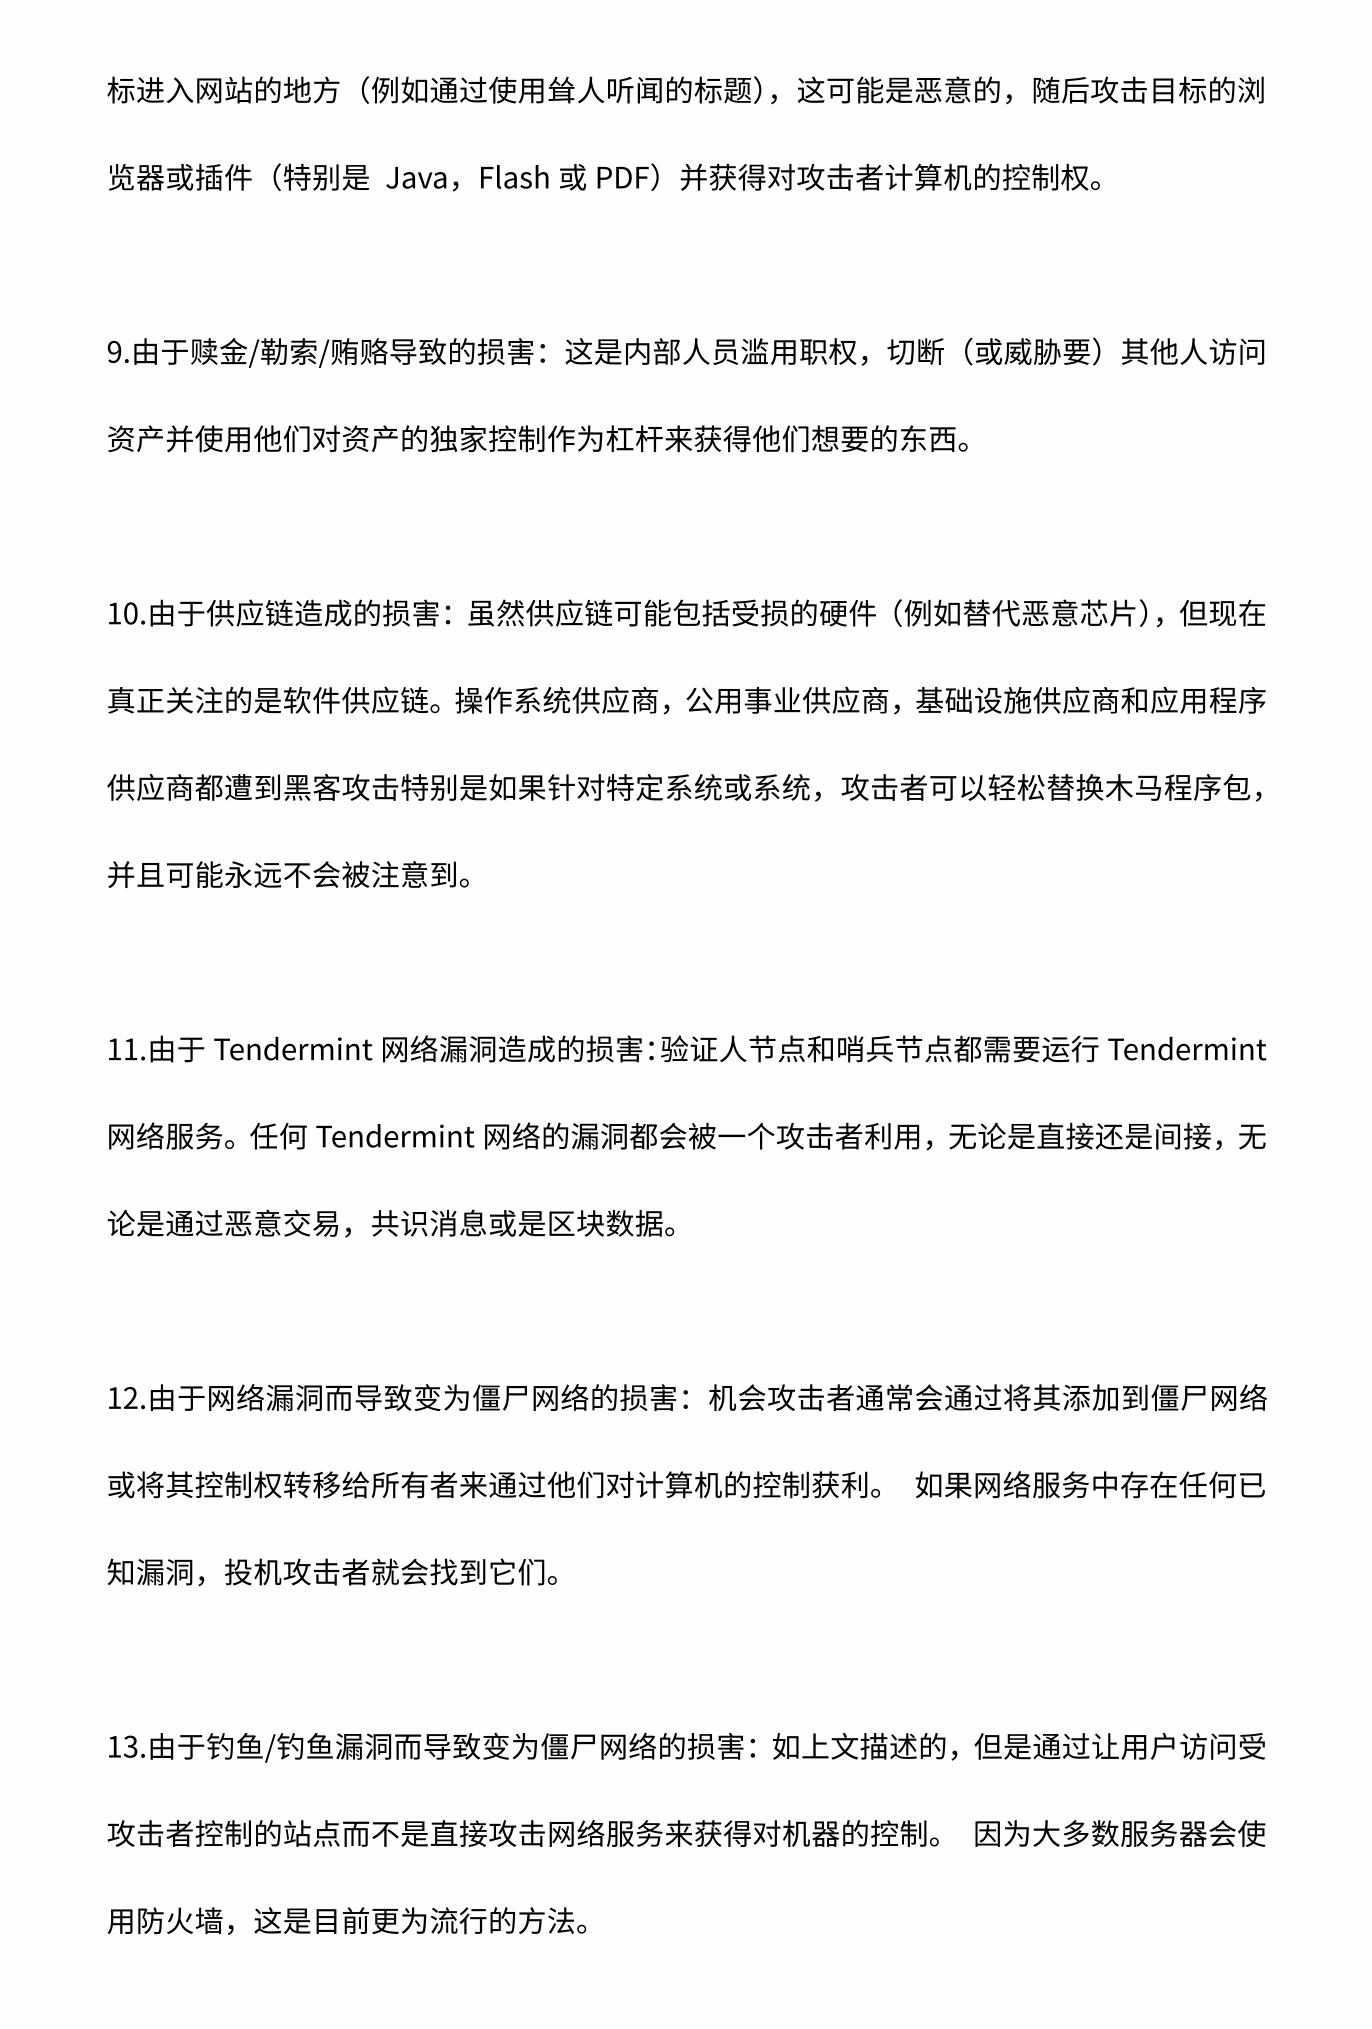 标进入网站的地方（例如通过使用耸人听闻的标题），这可能是恶意的，随后攻击目标的浏
览器或插件（特别是 Java，Flash 或 PDF）并获得对攻击者计算机的控制权。
9.由于赎金/勒索/贿赂导致的损害：这是内部人员滥用职权，切断（或威胁要）其他人访问
资产并使用他们对资产的独家控制作为杠杆来获得他们想要的东西。
10.由于供应链造成的损害：虽然供应链可能包括受损的硬件（例如替代恶意芯片），但现在
真正关注的是软件供应链。操作系统供应商，公用事业供应商，基础设施供应商和应用程序
供应商都遭到黑客攻击特别是如果针对特定系统或系统，攻击者可以轻松替换木马程序包，
并且可能永远不会被注意到。
11.由于 Tendermint 网络漏洞造成的损害：验证人节点和哨兵节点都需要运行 Tendermint
网络服务。任何 Tendermint 网络的漏洞都会被一个攻击者利用，无论是直接还是间接，无
论是通过恶意交易，共识消息或是区块数据。
12.由于网络漏洞而导致变为僵尸网络的损害：机会攻击者通常会通过将其添加到僵尸网络
或将其控制权转移给所有者来通过他们对计算机的控制获利。 如果网络服务中存在任何已
知漏洞，投机攻击者就会找到它们。
13.由于钓鱼/钓鱼漏洞而导致变为僵尸网络的损害：如上文描述的，但是通过让用户访问受
攻击者控制的站点而不是直接攻击网络服务来获得对机器的控制。 因为大多数服务器会使
用防火墙，这是目前更为流行的方法。